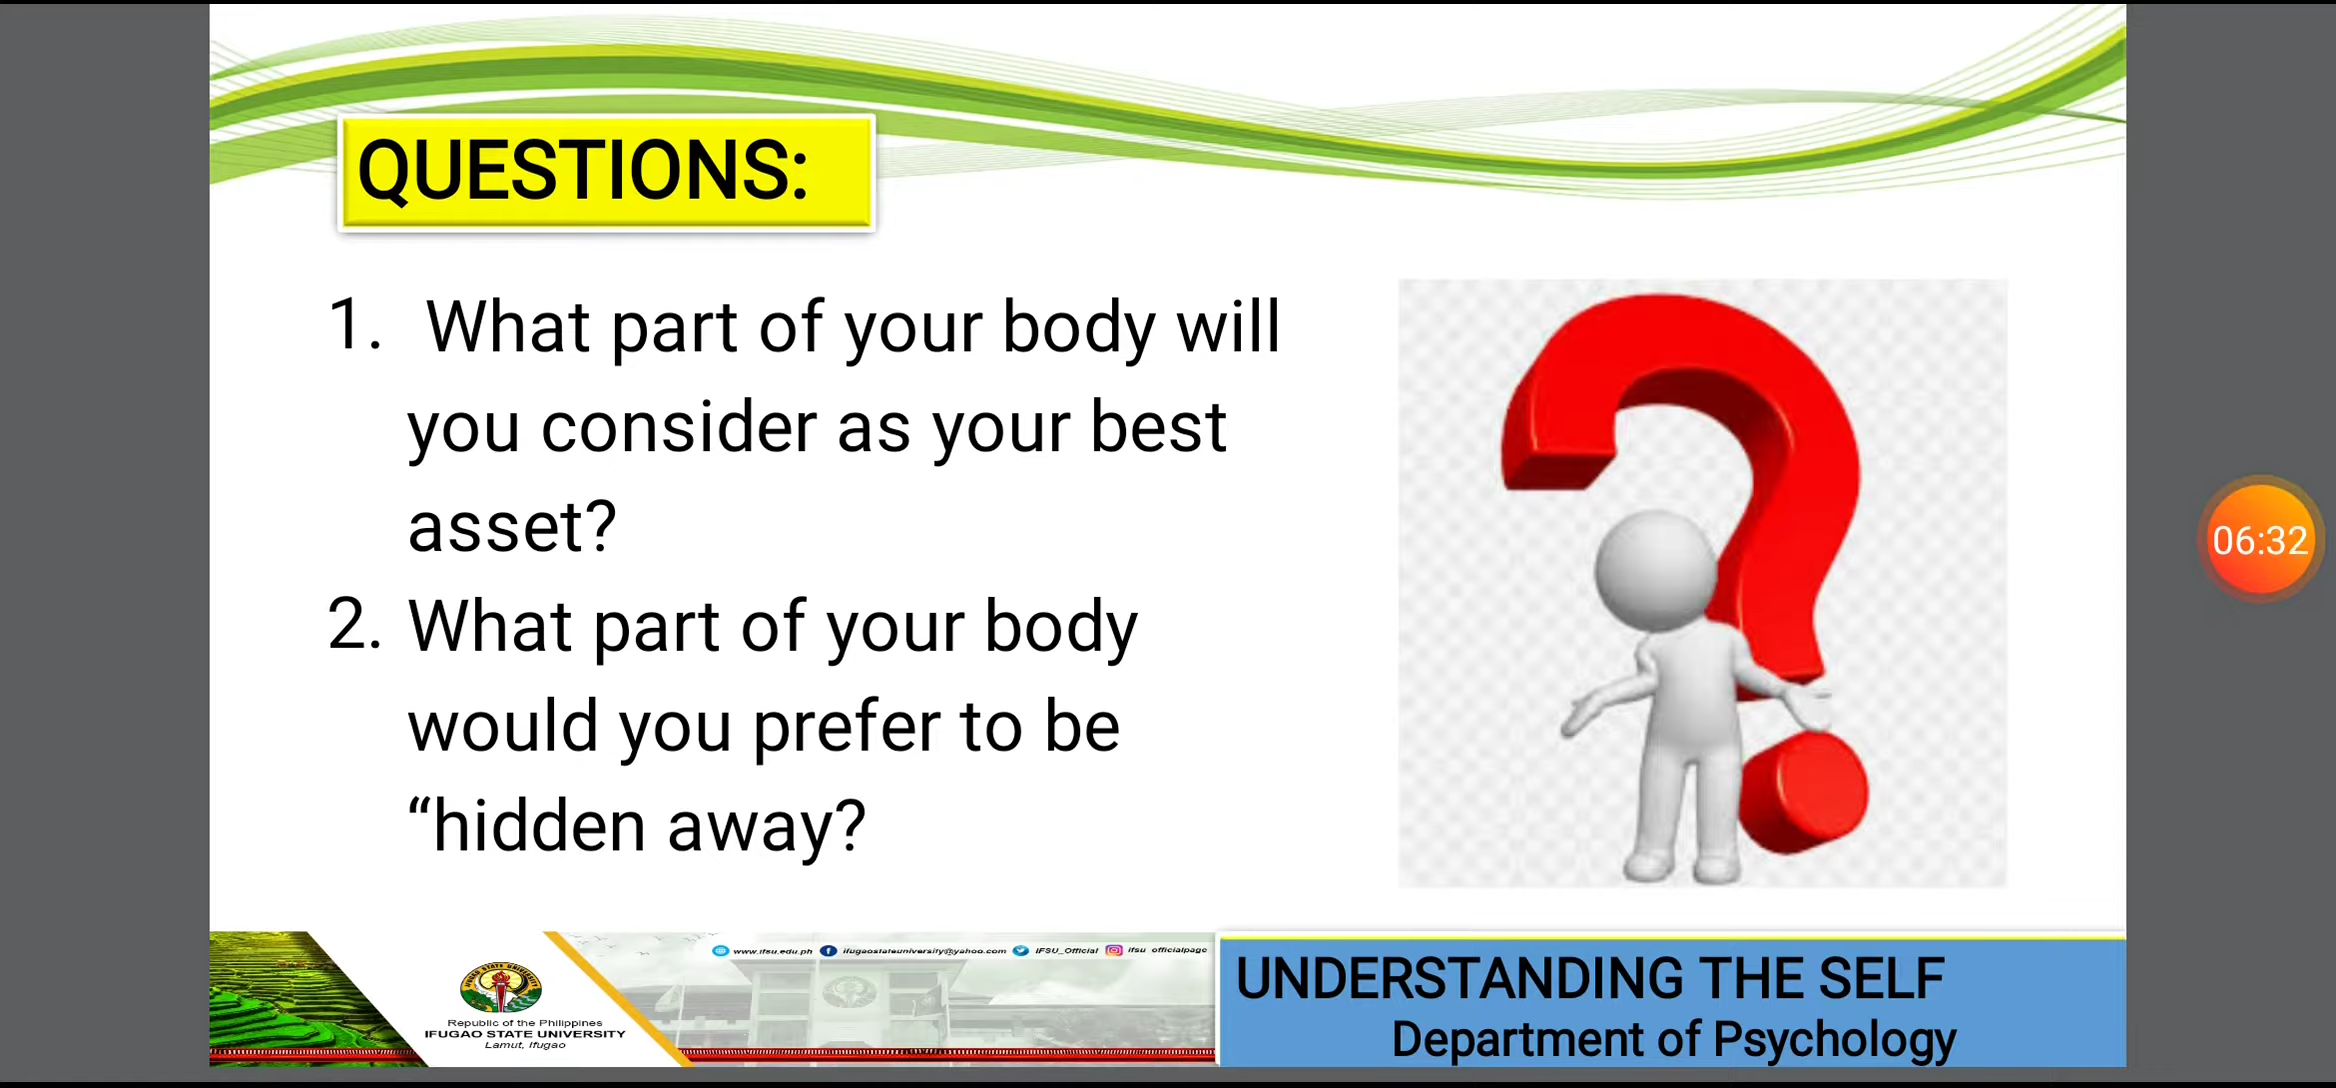 QUESTIONS:
1. What part of your body will
you consider as your best
asset?
2. What part of your body
would you prefer to be
“hidden away?
06:32
www.ifsu.edu.ph ifugaostateuniversity@yahoo.com IFSU_Official ifsu officialpage
Republic of the Philippines
IFUGAO STATE UNIVERSITY
Lamut, Ifugao
UNDERSTANDING THE SELF
Department of Psychology